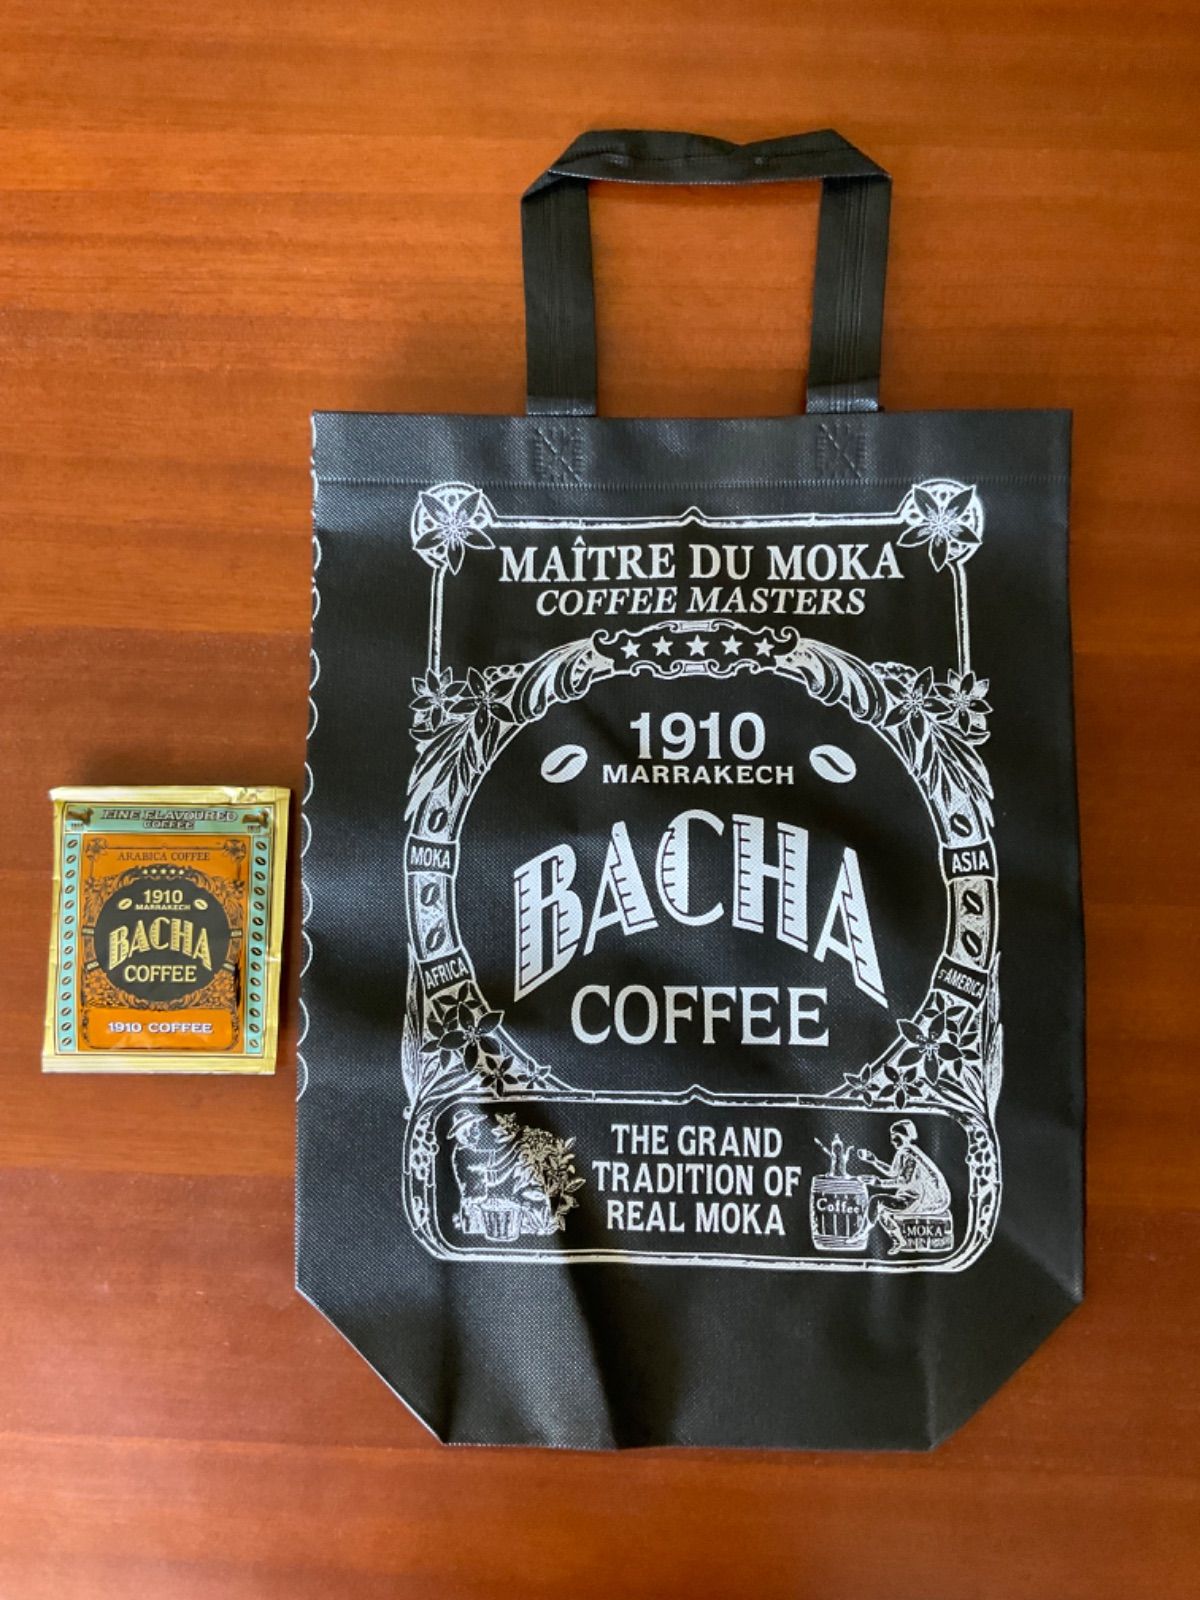 FINE FLAVOURED
COFFEE
ARABICA COFFEE
1910
MARRAKECH
BACHA
COFFEE
1910 COFFEE
MAÎTRE DU MOKA
COFFEE MASTERS
1910
MARRAKECH
BACHA
COFFEE
MOKA
ASIA
AFRICA
S.AMERICA
THE GRAND
TRADITION OF
REAL MOKA
Coffee
MOKA